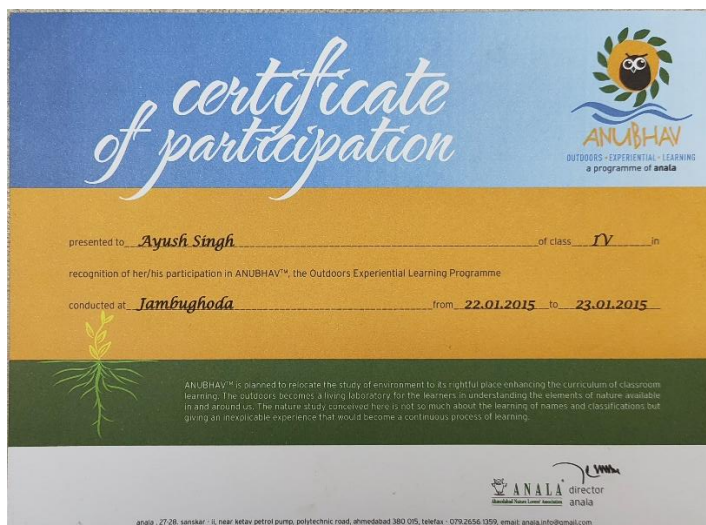 certificate
of participation
ANUBHAV
OUTDOORS - EXPERIENTIAL - LEARNING
a programme of anala
presented to Ayush Singh of class IV in
recognition of her/his participation in ANUBHAV™, the Outdoors Experiential Learning Programme
conducted at Jambughoda from 22.01.2015 to 23.01.2015
ANUBHAV™ is planned to relocate the study of environment to its rightful place enhancing the curriculum of classroom
learning. The outdoors becomes a living laboratory for the learners in understanding the elements of nature available
in and around us. The nature study conceived here is not so much about the learning of names and classifications but
giving an inexplicable experience that would become a continuous process of learning.
ANALA director
Ahmedabad Nature Lovers' Association anala
anala, 27-28, sanskar - ii, near ketav petrol pump, polytechnic road, ahmedabad 380 015, telefax - 079.2656 1359, email: anala.info@gmail.com